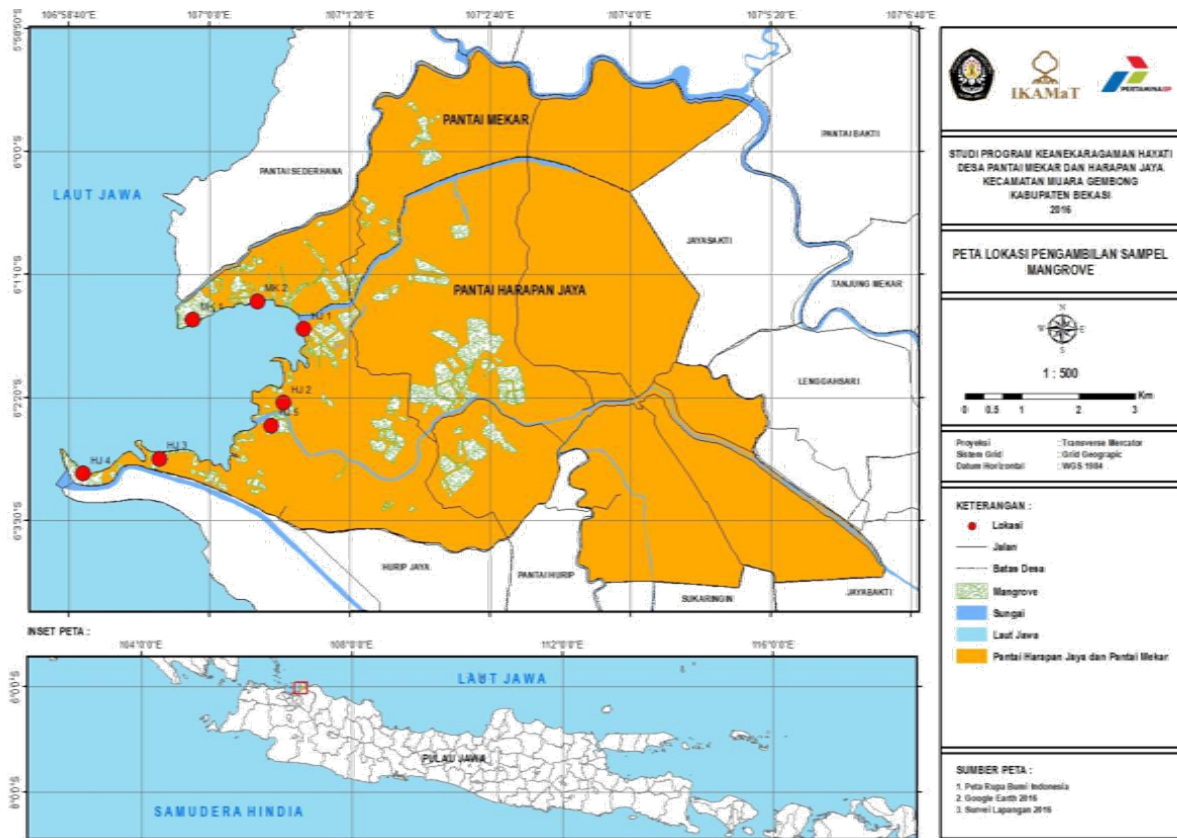 106°58'40"E 107°0'0"E 107°1'20"E 107°2'40"E 107°4'0"E 107°5'20"E 107°6'40"E
5°58'50"S
6°0'0"S
LAUT JAWA
PANTAI SEDERHANA
PANTAI MEKAR
PANTAI BAKTI
JAYASAKTI
TANJUNG MEKAR
PANTAI HARAPAN JAYA
MK 1
MK 2
HJ 1
LENGGAHSARI
HJ 2
HJ 5
HJ 3
HJ 4
HURIP JAYA
PANTAI HURIP
SUKARINGIN
JAYABAKTI
INSET PETA :
104°0'0"E 108°0'0"E 112°0'0"E 116°0'0"E
6°0'0"S
8°0'0"S
LAUT JAWA
PULAU JAWA
SAMUDERA HINDIA
IKAMaT
PERTAMINA EP
STUDI PROGRAM KEANEKARAGAMAN HAYATI
DESA PANTAI MEKAR DAN HARAPAN JAYA
KECAMATAN MUARA GEMBONG
KABUPATEN BEKASI
2016
PETA LOKASI PENGAMBILAN SAMPEL
MANGROVE
N
W E
S
1 : 500
0 0.5 1 2 3 Km
Proyeksi : Transverse Mercator
Sistem Grid : Grid Geograpic
Datum Horizontal : WGS 1984
KETERANGAN :
Lokasi
Jalan
Batas Desa
Mangrove
Sungai
Laut Jawa
Pantai Harapan Jaya dan Pantai Mekar
SUMBER PETA :
1. Peta Rupa Bumi Indonesia
2. Google Earth 2016
3. Survei Lapangan 2016